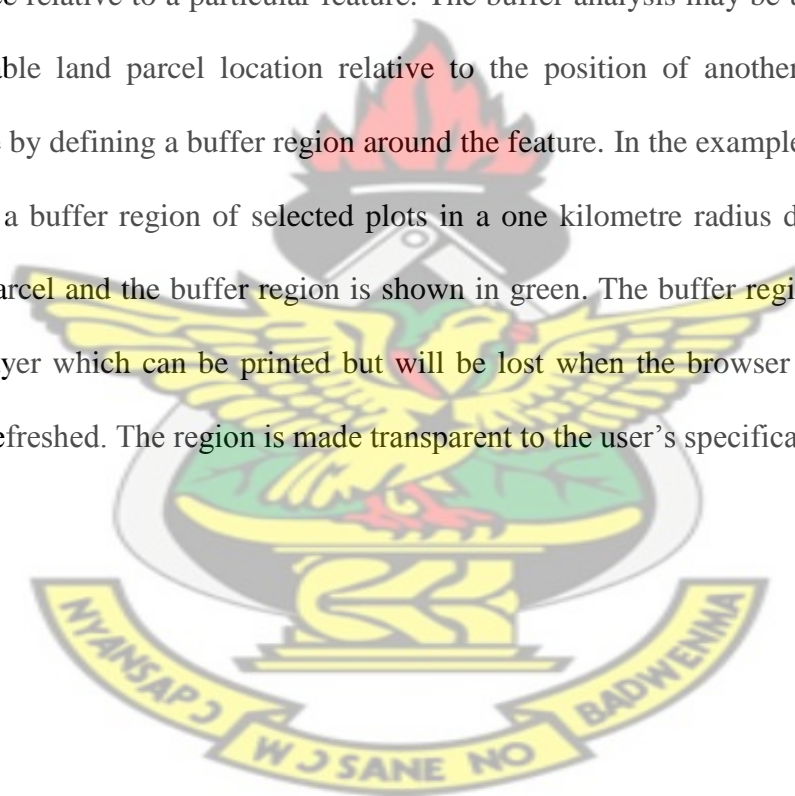 relative to a particular feature. The buffer analysis may be
able land parcel location relative to the position of another
by defining a buffer region around the feature. In the example
a buffer region of selected plots in a one kilometre radius d
arcel and the buffer region is shown in green. The buffer regi
yer which can be printed but will be lost when the browser
efreshed. The region is made transparent to the user’s specifica
NYANSAPƆ WƆSANE NO BADWENMA